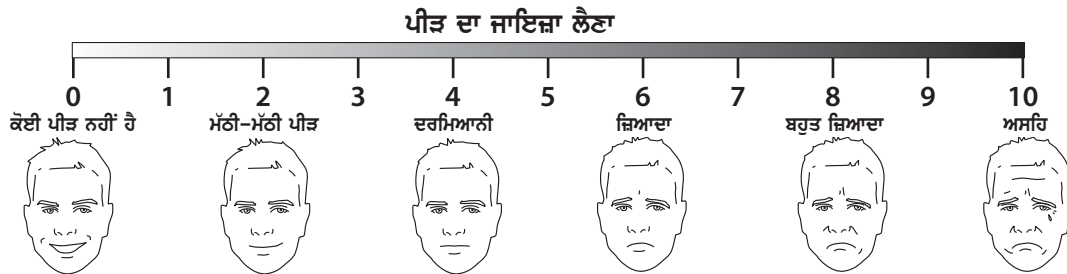 ਪੀੜ ਦਾ ਜਾਇਜ਼ਾ ਲੈਣਾ
0 1 2 3 4 5 6 7 8 9 10
ਕੋਈ ਪੀੜ ਨਹੀਂ ਹੈ ਮੱਠੀ-ਮੱਠੀ ਪੀੜ ਦਰਮਿਆਨੀ ਜ਼ਿਆਦਾ ਬਹੁਤ ਜ਼ਿਆਦਾ ਅਸਹਿ